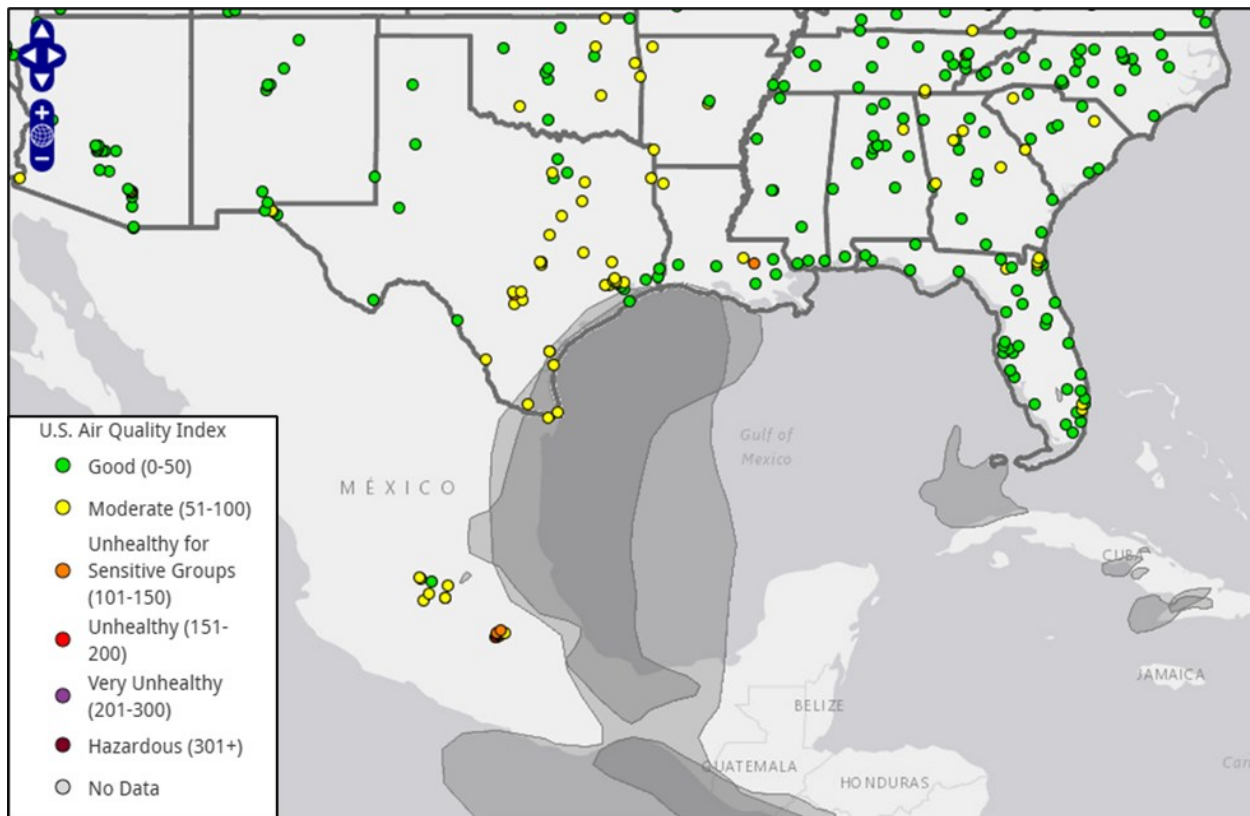 +
−
Gulf of
Mexico
MÉXICO
CUBA
JAMAICA
BELIZE
GUATEMALA
HONDURAS
U.S. Air Quality Index
Good (0-50)
Moderate (51-100)
Unhealthy for
Sensitive Groups
(101-150)
Unhealthy (151-
200)
Very Unhealthy
(201-300)
Hazardous (301+)
No Data